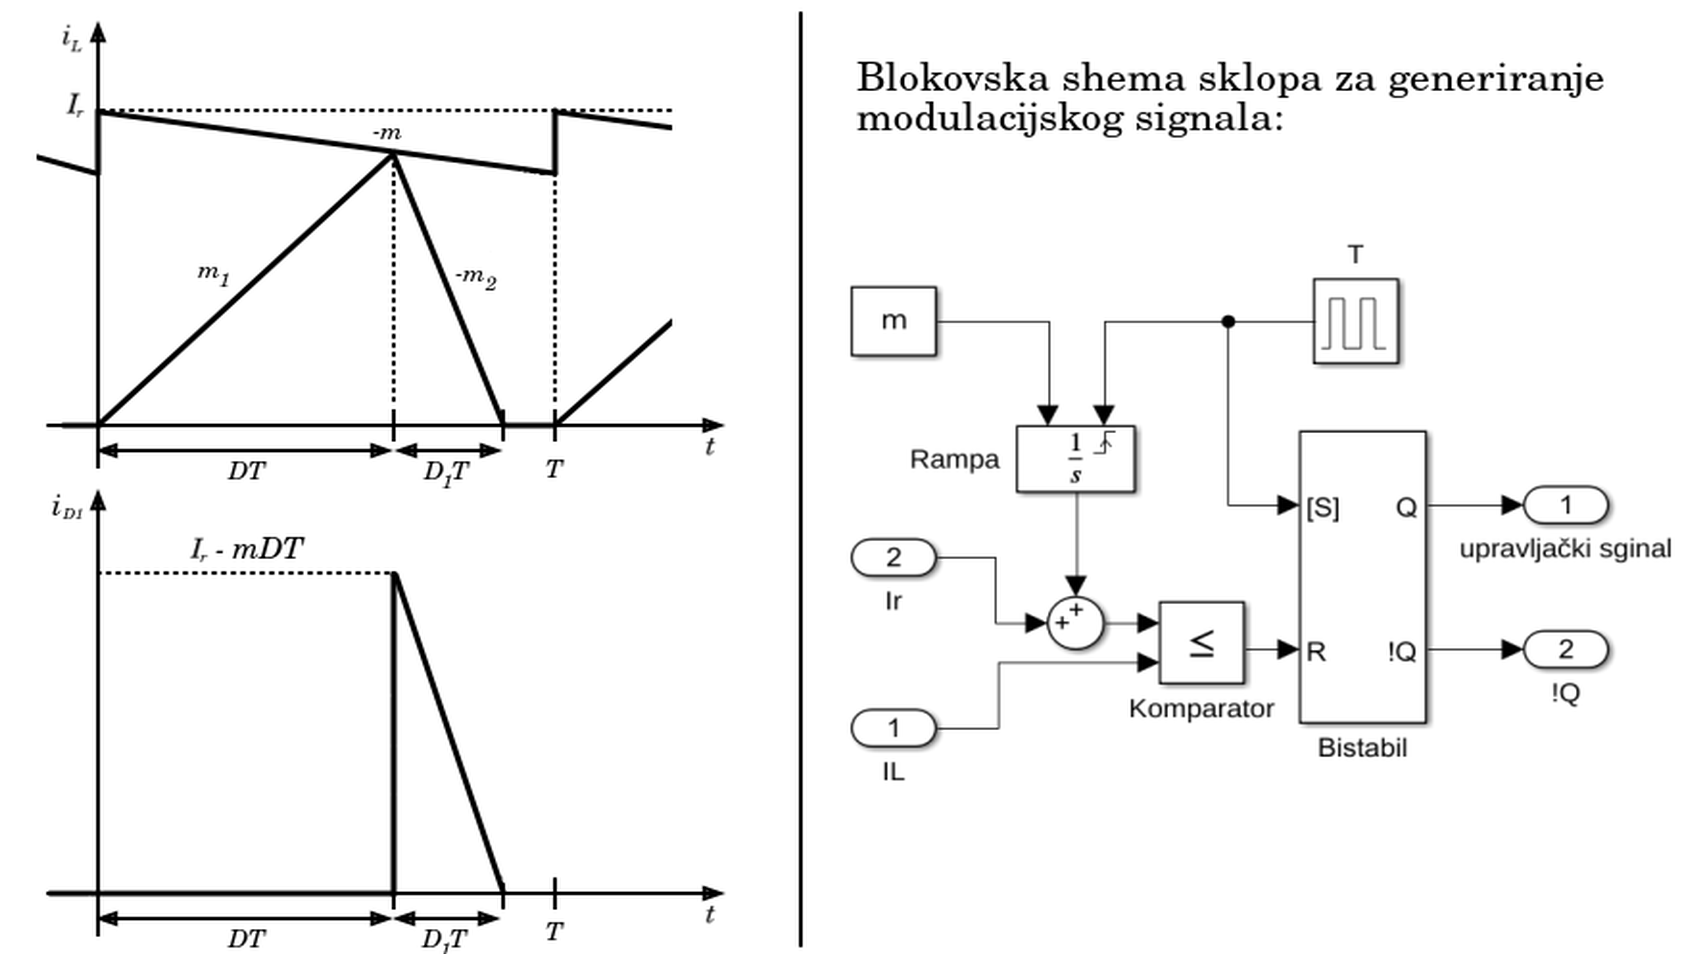 i_L
I_r
-m
m_1
-m_2
DT
D_1T
T
t
i_D1
I_r - mDT
DT
D_1T
T
t
Blokovska shema sklopa za generiranje
modulacijskog signala:
T
m
Rampa
1
s
[S]
Q
1
upravljački sginal
2
Ir
+
+
≤
Komparator
R
!Q
2
!Q
1
IL
Bistabil